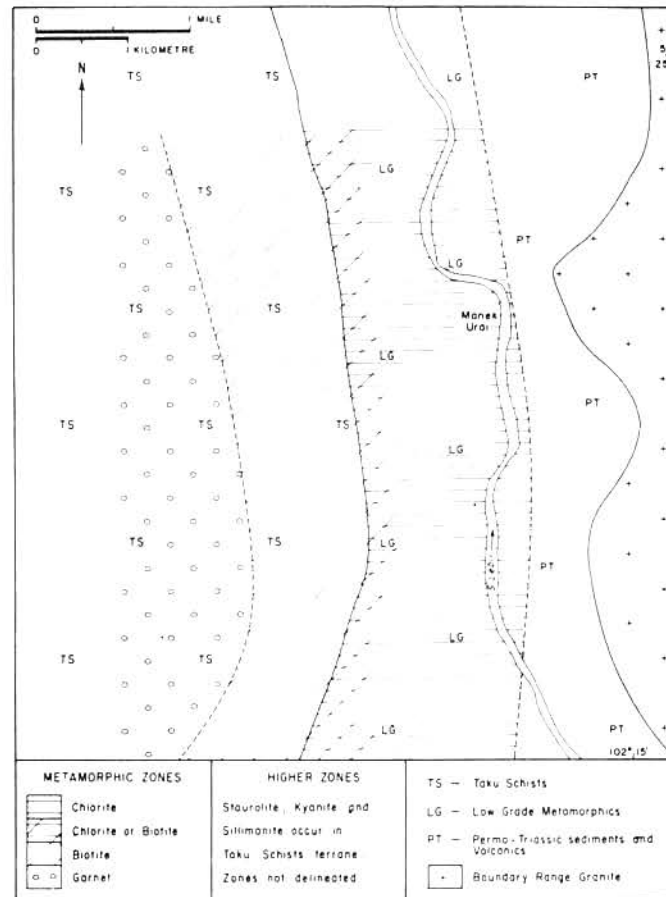 0 MILE
0 1 KILOMETRE
N
TS TS LG PT
5
25
LG
TS TS
PT
LG
TS TS
Manek
Urai
LG
PT
TS TS TS
LG
TS TS LG
PT
LG
TS TS
LG PT
102° 15'
METAMORPHIC ZONES
Chlorite
Chlorite or Biotite
Biotite
Garnet
HIGHER ZONES
Staurolite, Kyanite and
Sillimanite occur in
Taku Schists terrane
Zones not delineated
TS — Taku Schists
LG — Low Grade Metamorphics
PT — Permo-Triassic sediments and
Volcanics
Boundary Range Granite